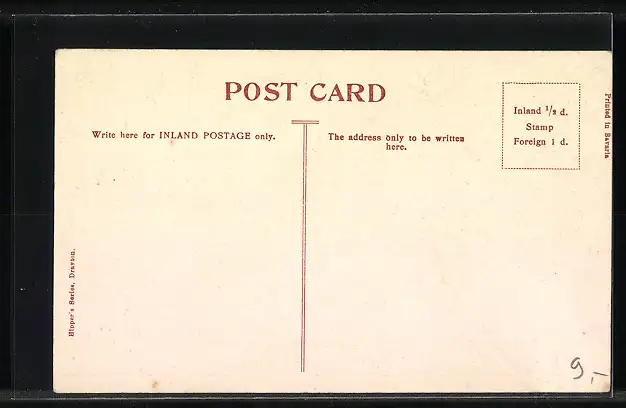 POST CARD
Write here for INLAND POSTAGE only.
The address only to be written
here.
Inland 1/2 d.
Stamp
Foreign 1 d.
Printed in Bavaria
Series, Drayton.
9,-